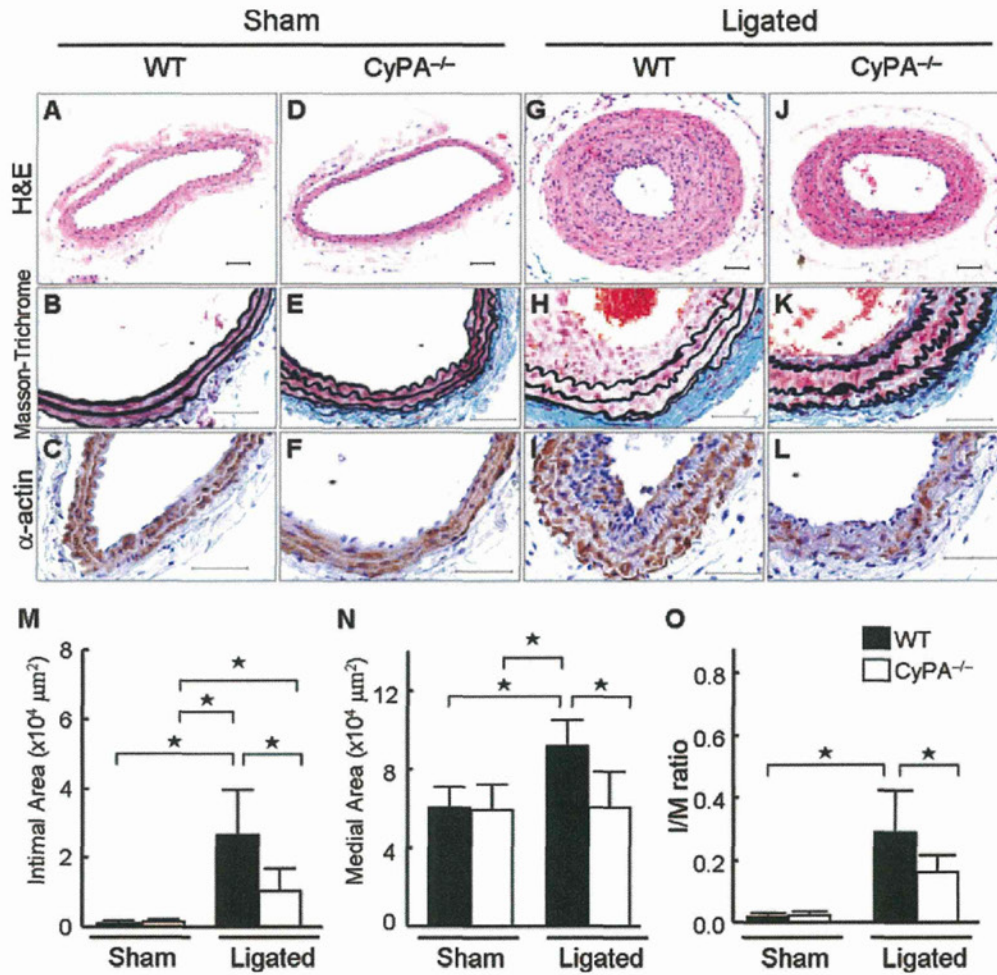 Sham Ligated
WT CyPA–/– WT CyPA–/–
H&E
A D G J
Masson-Trichrome
B E H K
α-actin
C F I L
M N O
WT
CyPA–/–
Intimal Area (x10⁴ μm²)
8
6
4
2
0
Sham Ligated
Medial Area (x10⁴ μm²)
12
8
4
0
Sham Ligated
I/M ratio
0.8
0.6
0.4
0.2
0.0
Sham Ligated